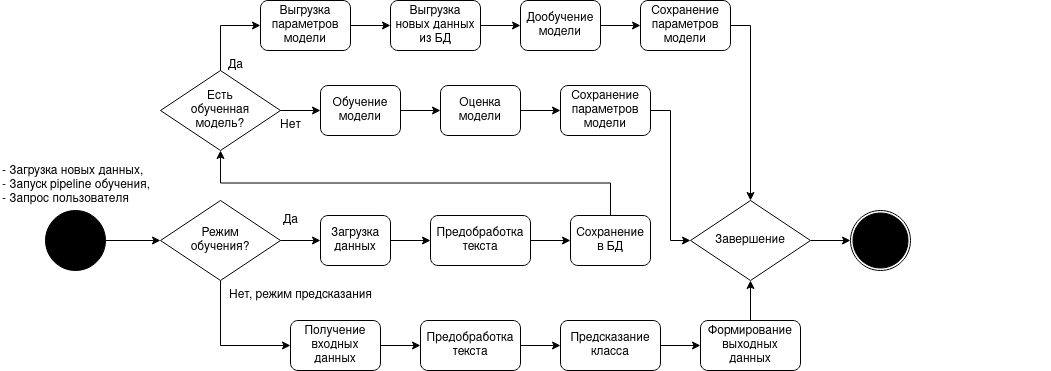 Выгрузка
параметров
модели
Выгрузка
новых данных
из БД
Дообучение
модели
Сохранение
параметров
модели
Да
Есть
обученная
модель?
Нет
Обучение
модели
Оценка
модели
Сохранение
параметров
модели
- Загрузка новых данных,
- Запуск pipeline обучения,
- Запрос пользователя
Режим
обучения?
Да
Загрузка
данных
Предобработка
текста
Сохранение
в БД
Завершение
Нет, режим предсказания
Получение
входных
данных
Предобработка
текста
Предсказание
класса
Формирование
выходных
данных